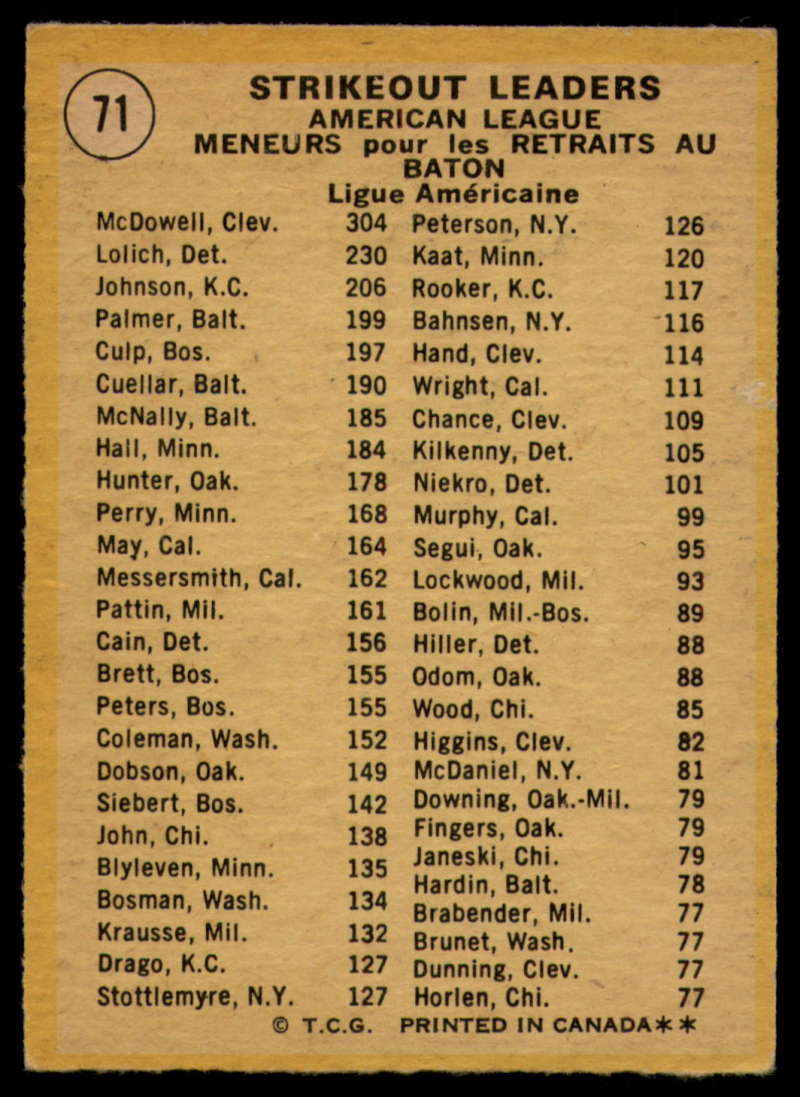 71
STRIKEOUT LEADERS
AMERICAN LEAGUE
MENEURS pour les RETRAITS AU
BATON
Ligue Américaine
McDowell, Clev. 304
Lolich, Det. 230
Johnson, K.C. 206
Palmer, Balt. 199
Culp, Bos. 197
Cuellar, Balt. 190
McNally, Balt. 185
Hall, Minn. 184
Hunter, Oak. 178
Perry, Minn. 168
May, Cal. 164
Messersmith, Cal. 162
Pattin, Mil. 161
Cain, Det. 156
Brett, Bos. 155
Peters, Bos. 155
Coleman, Wash. 152
Dobson, Oak. 149
Siebert, Bos. 142
John, Chi. 138
Blyleven, Minn. 135
Bosman, Wash. 134
Krausse, Mil. 132
Drago, K.C. 127
Stottlemyre, N.Y. 127
Peterson, N.Y. 126
Kaat, Minn. 120
Rooker, K.C. 117
Bahnsen, N.Y. 116
Hand, Clev. 114
Wright, Cal. 111
Chance, Clev. 109
Kilkenny, Det. 105
Niekro, Det. 101
Murphy, Cal. 99
Segui, Oak. 95
Lockwood, Mil. 93
Bolin, Mil.-Bos. 89
Hiller, Det. 88
Odom, Oak. 88
Wood, Chi. 85
Higgins, Clev. 82
McDaniel, N.Y. 81
Downing, Oak.-Mil. 79
Fingers, Oak. 79
Janeski, Chi. 79
Hardin, Balt. 78
Brabender, Mil. 77
Brunet, Wash. 77
Dunning, Clev. 77
Horlen, Chi. 77
© T.C.G. PRINTED IN CANADA**